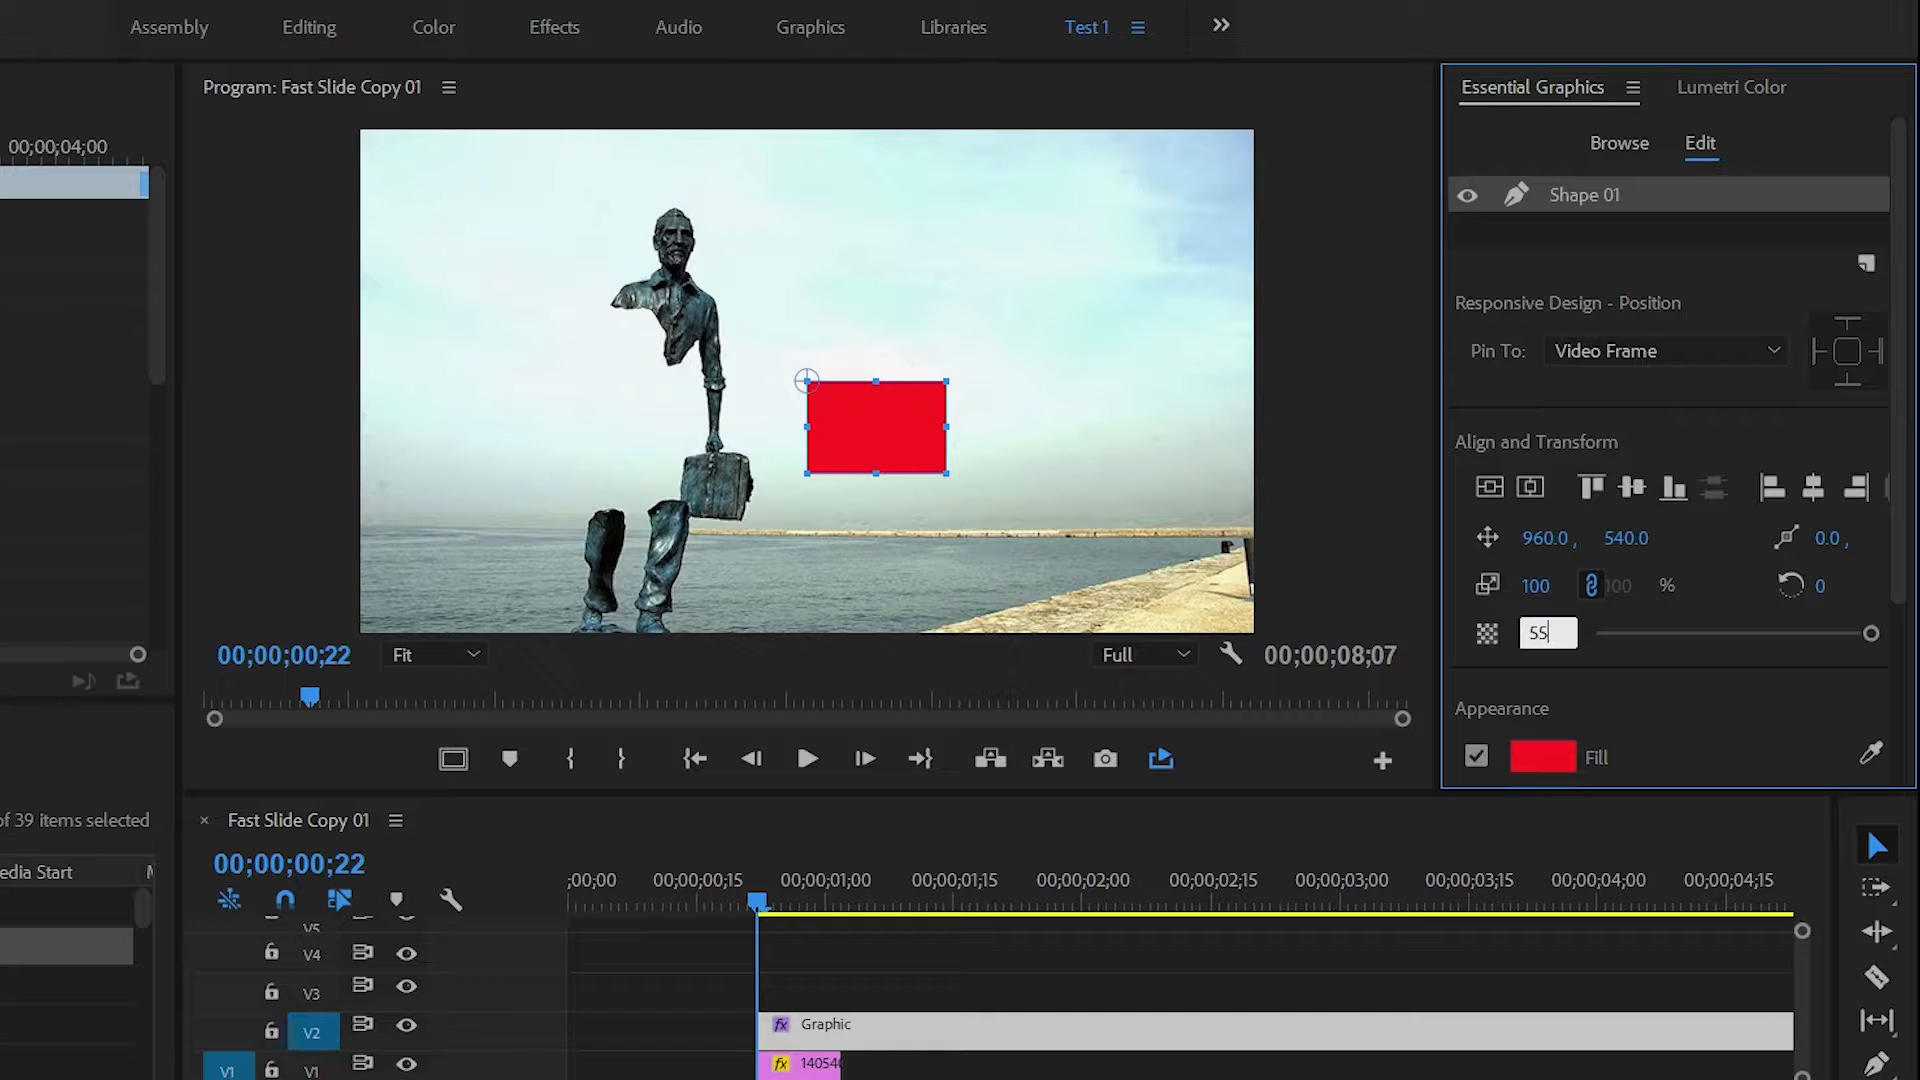 Assembly Editing Color Effects Audio Graphics Libraries Test 1
Program: Fast Slide Copy 01
Essential Graphics Lumetri Color
Browse Edit
00;00;04;00
Shape 01
Responsive Design - Position
Pin To: Video Frame
Align and Transform
960.0 , 540.0 0.0 ,
100 100 % 0
55
00;00;00;22 Fit Full 00;00;08;07
Appearance
Fill
of 39 items selected
Fast Slide Copy 01
00;00;00;22
edia Start
;00;00 00;00;00;15 00;00;01;00 00;00;01;15 00;00;02;00 00;00;02;15 00;00;03;00 00;00;03;15 00;00;04;00 00;00;04;15
V5
V4
V3
V2 fx Graphic
V1 V1 fx 14054